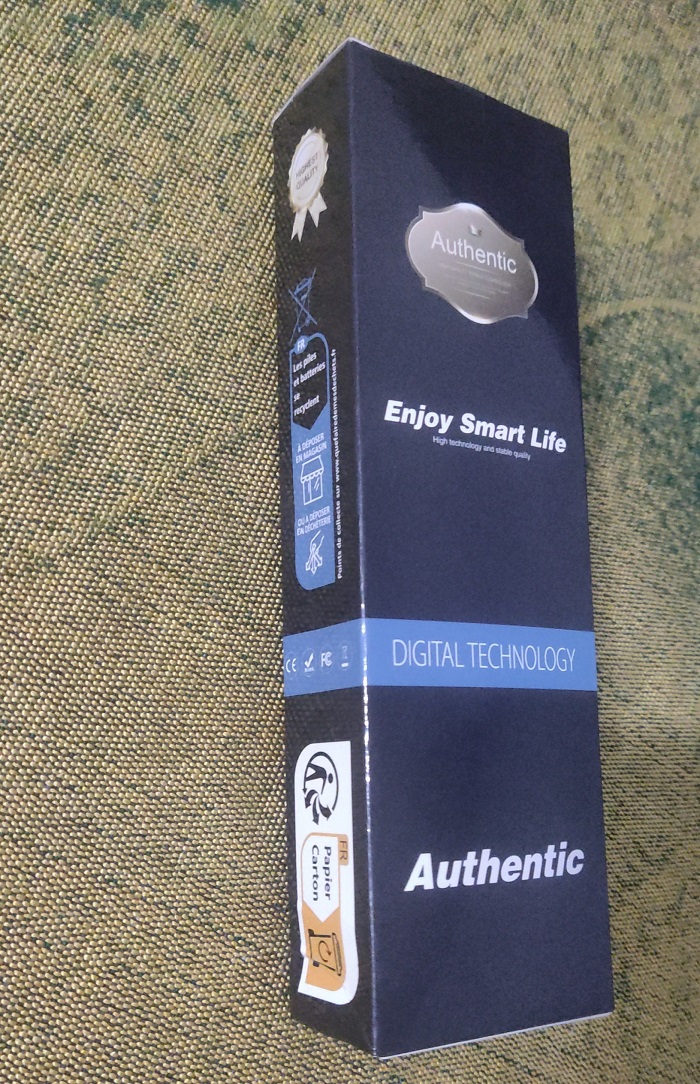 HIGHEST
QUALITY
FR
Les piles
et batteries
se
recyclent
À DÉPOSER
EN MAGASIN
OU À DÉPOSER
EN DÉCHÈTERIE
Points de collecte sur www.quefairedemesdechets.fr
CE FC
FR
Papier
Carton
Authentic
Enjoy Smart Life
High technology and stable quality
DIGITAL TECHNOLOGY
Authentic